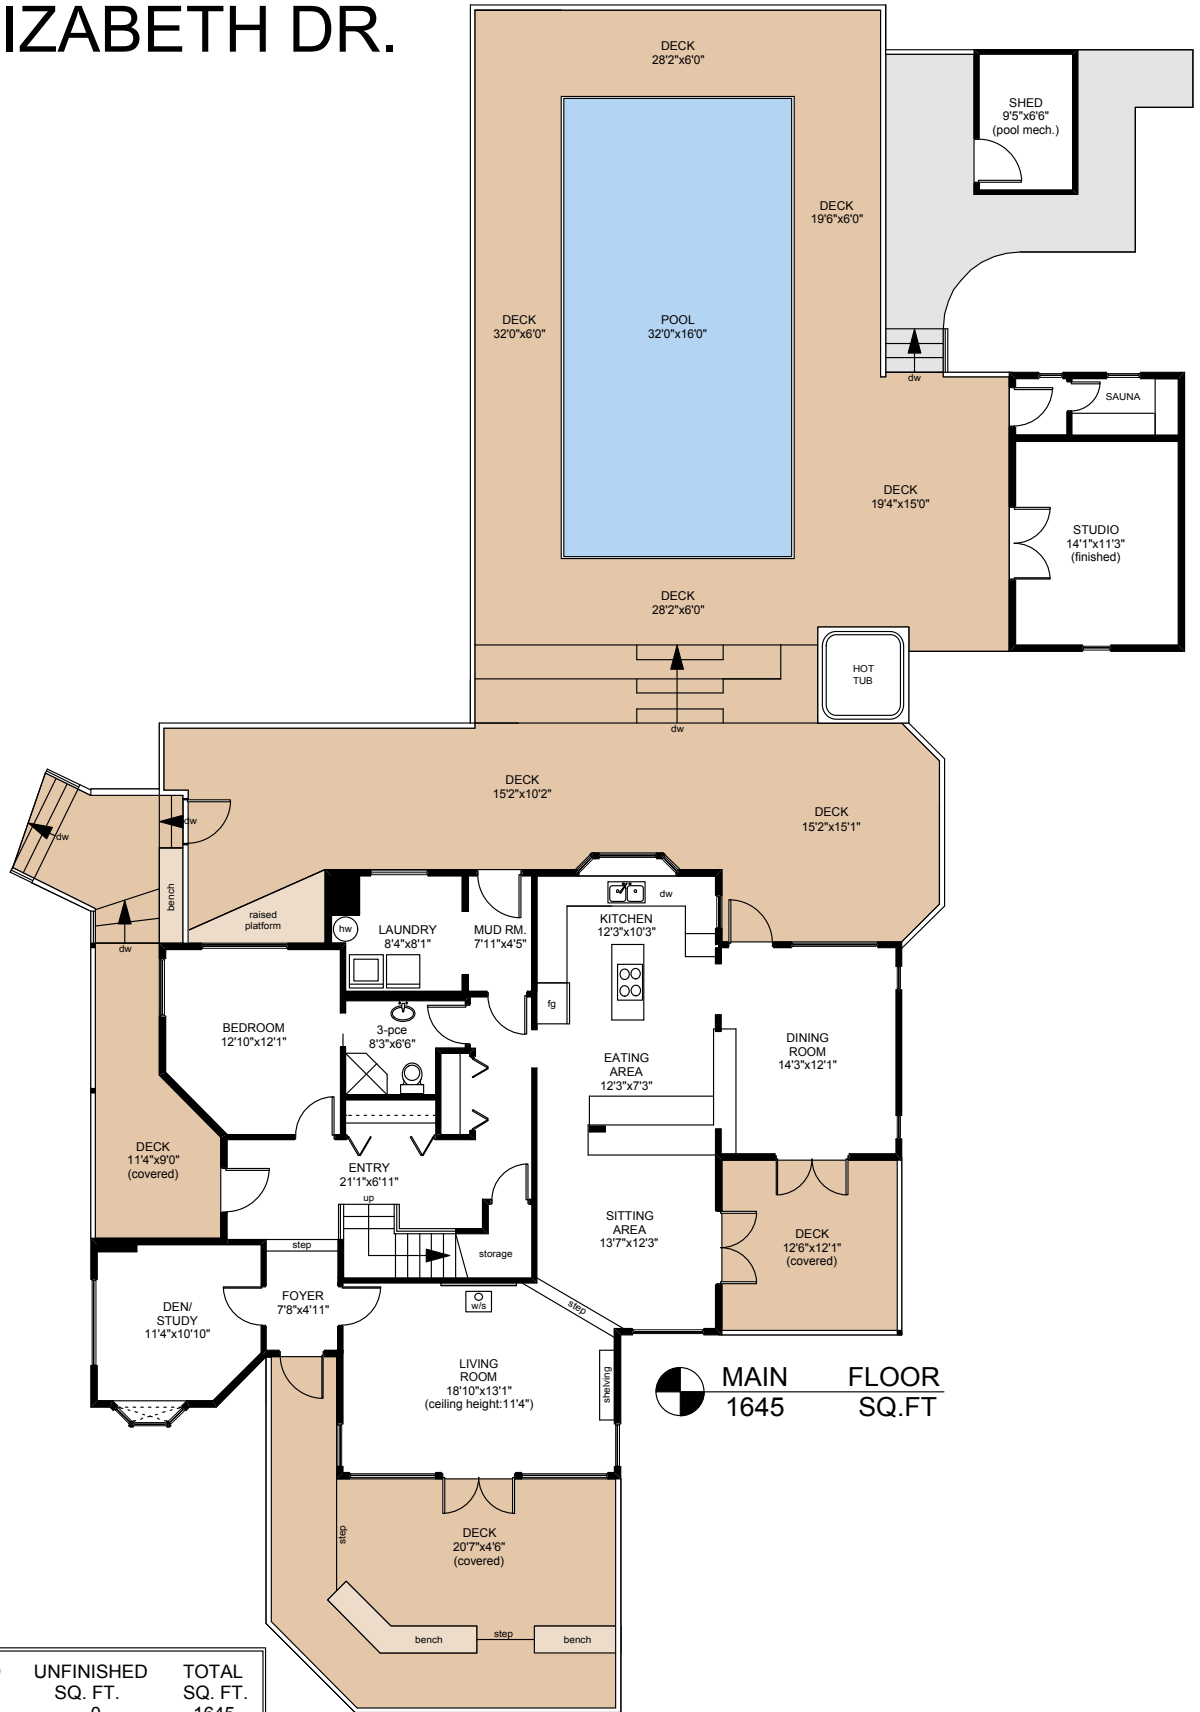 IZABETH DR.
DECK
28'2"x6'0"
SHED
9'5"x6'6"
(pool mech.)
DECK
19'6"x6'0"
DECK
32'0"x6'0"
POOL
32'0"x16'0"
dw
SAUNA
DECK
19'4"x15'0"
STUDIO
14'1"x11'3"
(finished)
DECK
28'2"x6'0"
HOT
TUB
dw
DECK
15'2"x10'2"
DECK
15'2"x15'1"
dw
dw
bench
raised
platform
dw
hw
LAUNDRY
8'4"x8'1"
MUD RM.
7'11"x4'5"
KITCHEN
12'3"x10'3"
dw
fg
BEDROOM
12'10"x12'1"
3-pce
8'3"x6'6"
EATING
AREA
12'3"x7'3"
DINING
ROOM
14'3"x12'1"
DECK
11'4"x9'0"
(covered)
ENTRY
21'1"x6'11"
up
storage
SITTING
AREA
13'7"x12'3"
DECK
12'6"x12'1"
(covered)
step
DEN/
STUDY
11'4"x10'10"
FOYER
7'8"x4'11"
w/s
step
LIVING
ROOM
18'10"x13'1"
(ceiling height:11'4")
shelving
MAIN FLOOR
1645 SQ.FT
step
DECK
20'7"x4'6"
(covered)
bench
step
bench
UNFINISHED TOTAL
SQ. FT. SQ. FT.
0 1645